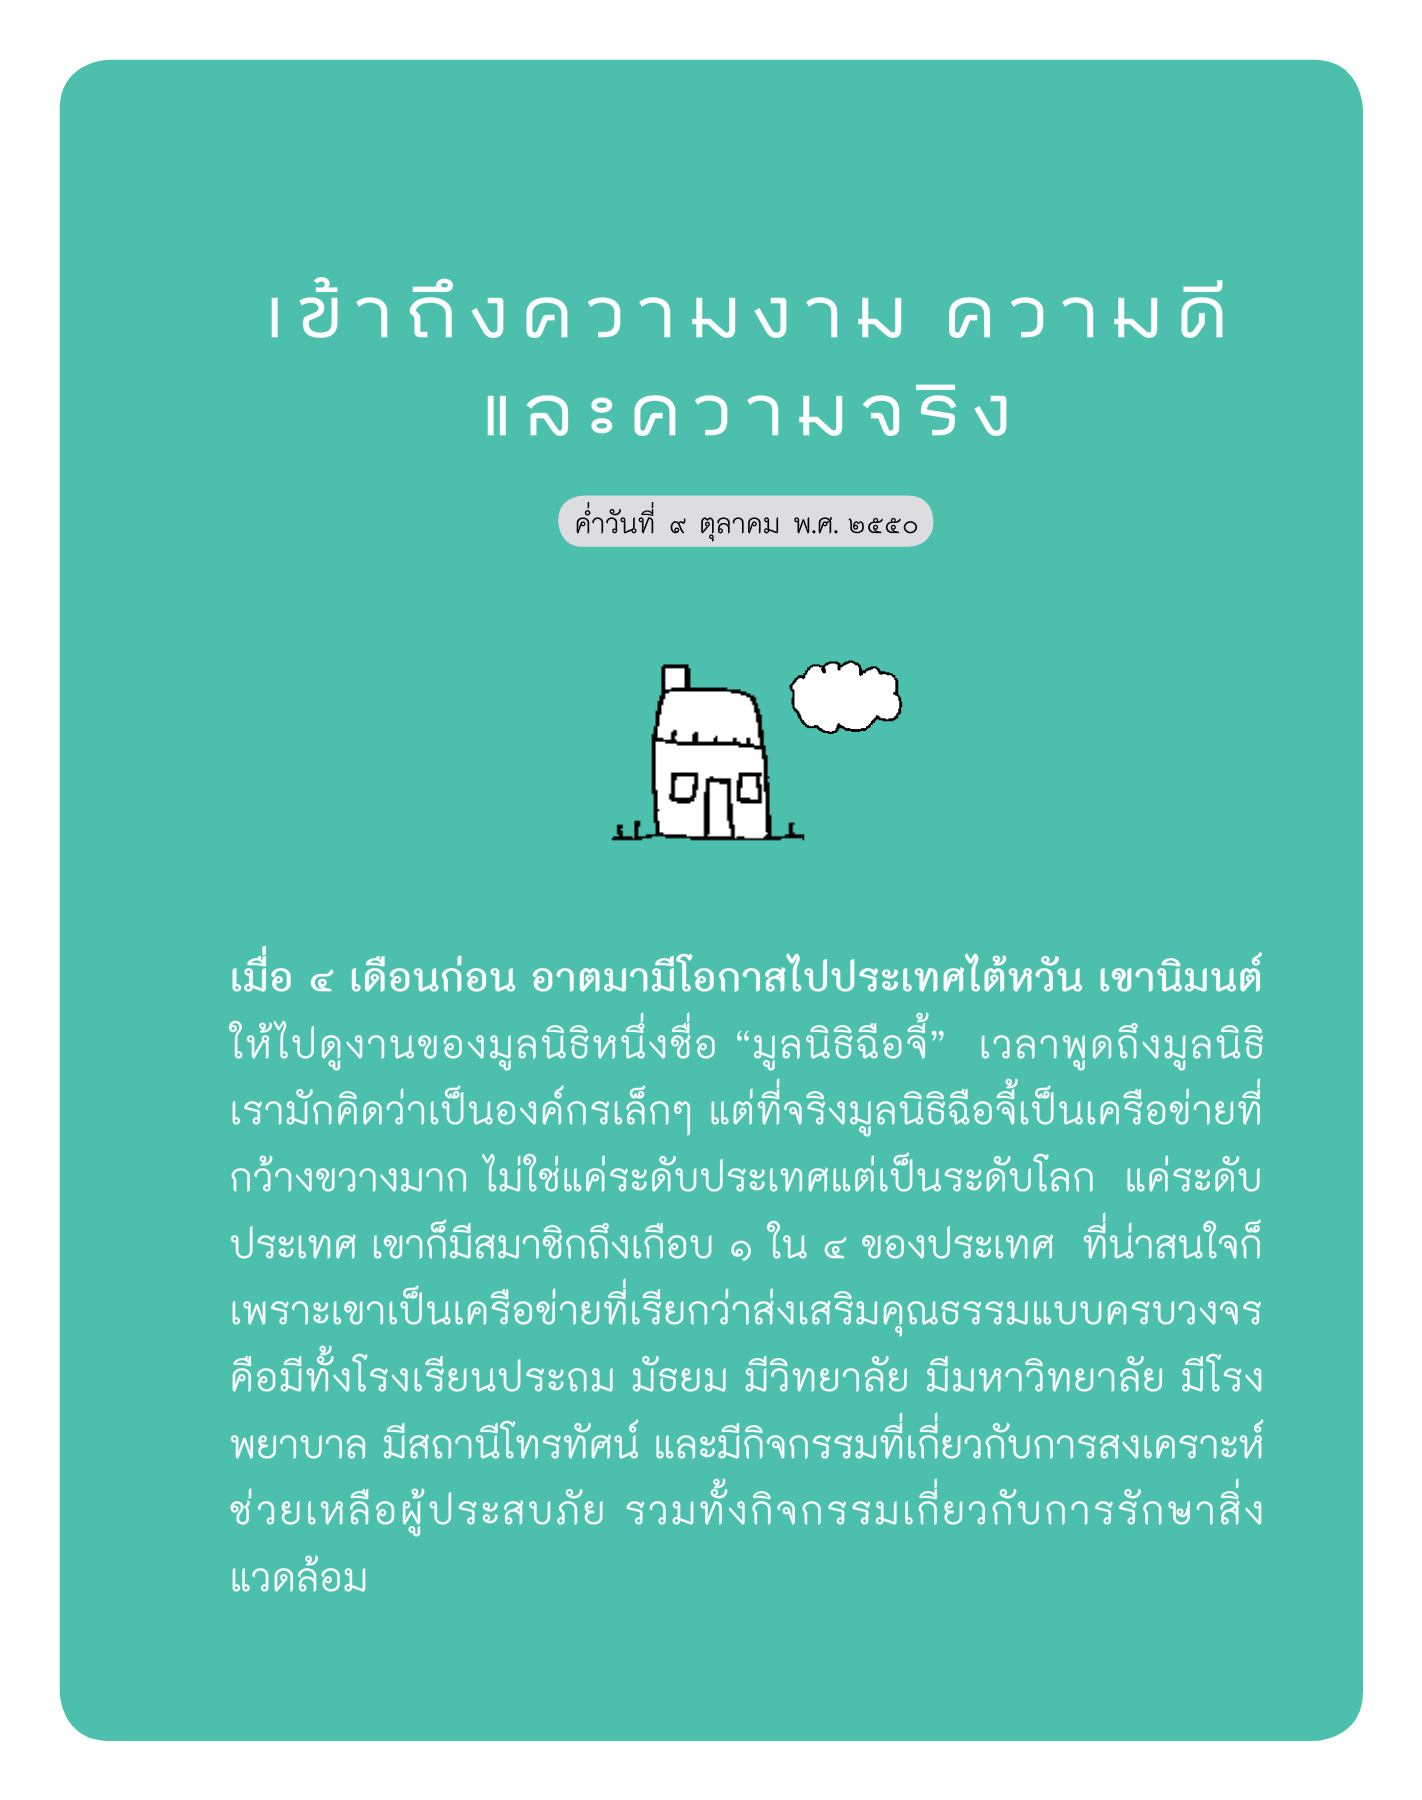 เข้าถึงความงาม ความดี
และความจริง
ค่ำวันที่ ๙ ตุลาคม พ.ศ. ๒๕๕๐
เมื่อ ๔ เดือนก่อน อาตมามีโอกาสไปประเทศไต้หวัน เขานิมนต์
ให้ไปดูงานของมูลนิธิหนึ่งชื่อ “มูลนิธิฉือจี้” เวลาพูดถึงมูลนิธิ
เรามักคิดว่าเป็นองค์กรเล็กๆ แต่ที่จริงมูลนิธิฉือจี้เป็นเครือข่ายที่
กว้างขวางมาก ไม่ใช่แค่ระดับประเทศแต่เป็นระดับโลก แค่ระดับ
ประเทศ เขาก็มีสมาชิกถึงเกือบ ๑ ใน ๔ ของประเทศ ที่น่าสนใจก็
เพราะเขาเป็นเครือข่ายที่เรียกว่าส่งเสริมคุณธรรมแบบครบวงจร
คือมีทั้งโรงเรียนประถม มัธยม มีวิทยาลัย มีมหาวิทยาลัย มีโรง
พยาบาล มีสถานีโทรทัศน์ และมีกิจกรรมที่เกี่ยวกับการสงเคราะห์
ช่วยเหลือผู้ประสบภัย รวมทั้งกิจกรรมเกี่ยวกับการรักษาสิ่ง
แวดล้อม